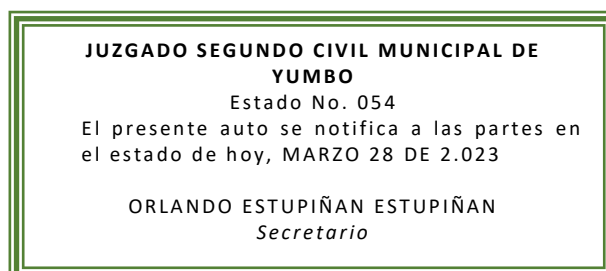 JUZGADO SEGUNDO CIVIL MUNICIPAL DE
YUMBO
Estado No. 054
El presente auto se notifica a las partes en
el estado de hoy, MARZO 28 DE 2.023
ORLANDO ESTUPIÑAN ESTUPIÑAN
Secretario